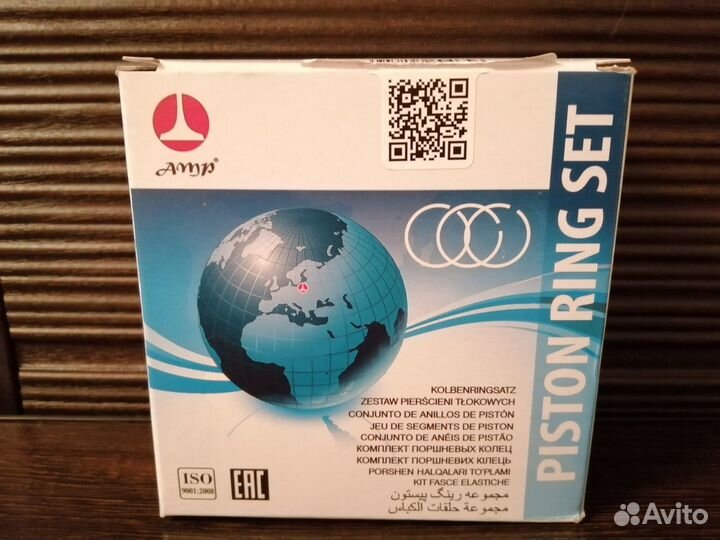 AMP®
PISTON RING SET
KOLBENRINGSATZ
ZESTAW PIERŚCIENI TŁOKOWYCH
CONJUNTO DE ANILLOS DE PISTÓN
JEU DE SEGMENTS DE PISTON
CONJUNTO DE ANÉIS DE PISTÃO
КОМПЛЕКТ ПОРШНЕВЫХ КОЛЕЦ
КОМПЛЕКТ ПОРШНЕВИХ КІЛЕЦЬ
PORSHEN HALQALARI TO'PLAMI
KIT FASCE ELASTICHE
مجموعه رینگ پیستون
مجموعة حلقات الكباس
ISO
9001:2008
EAC
Avito